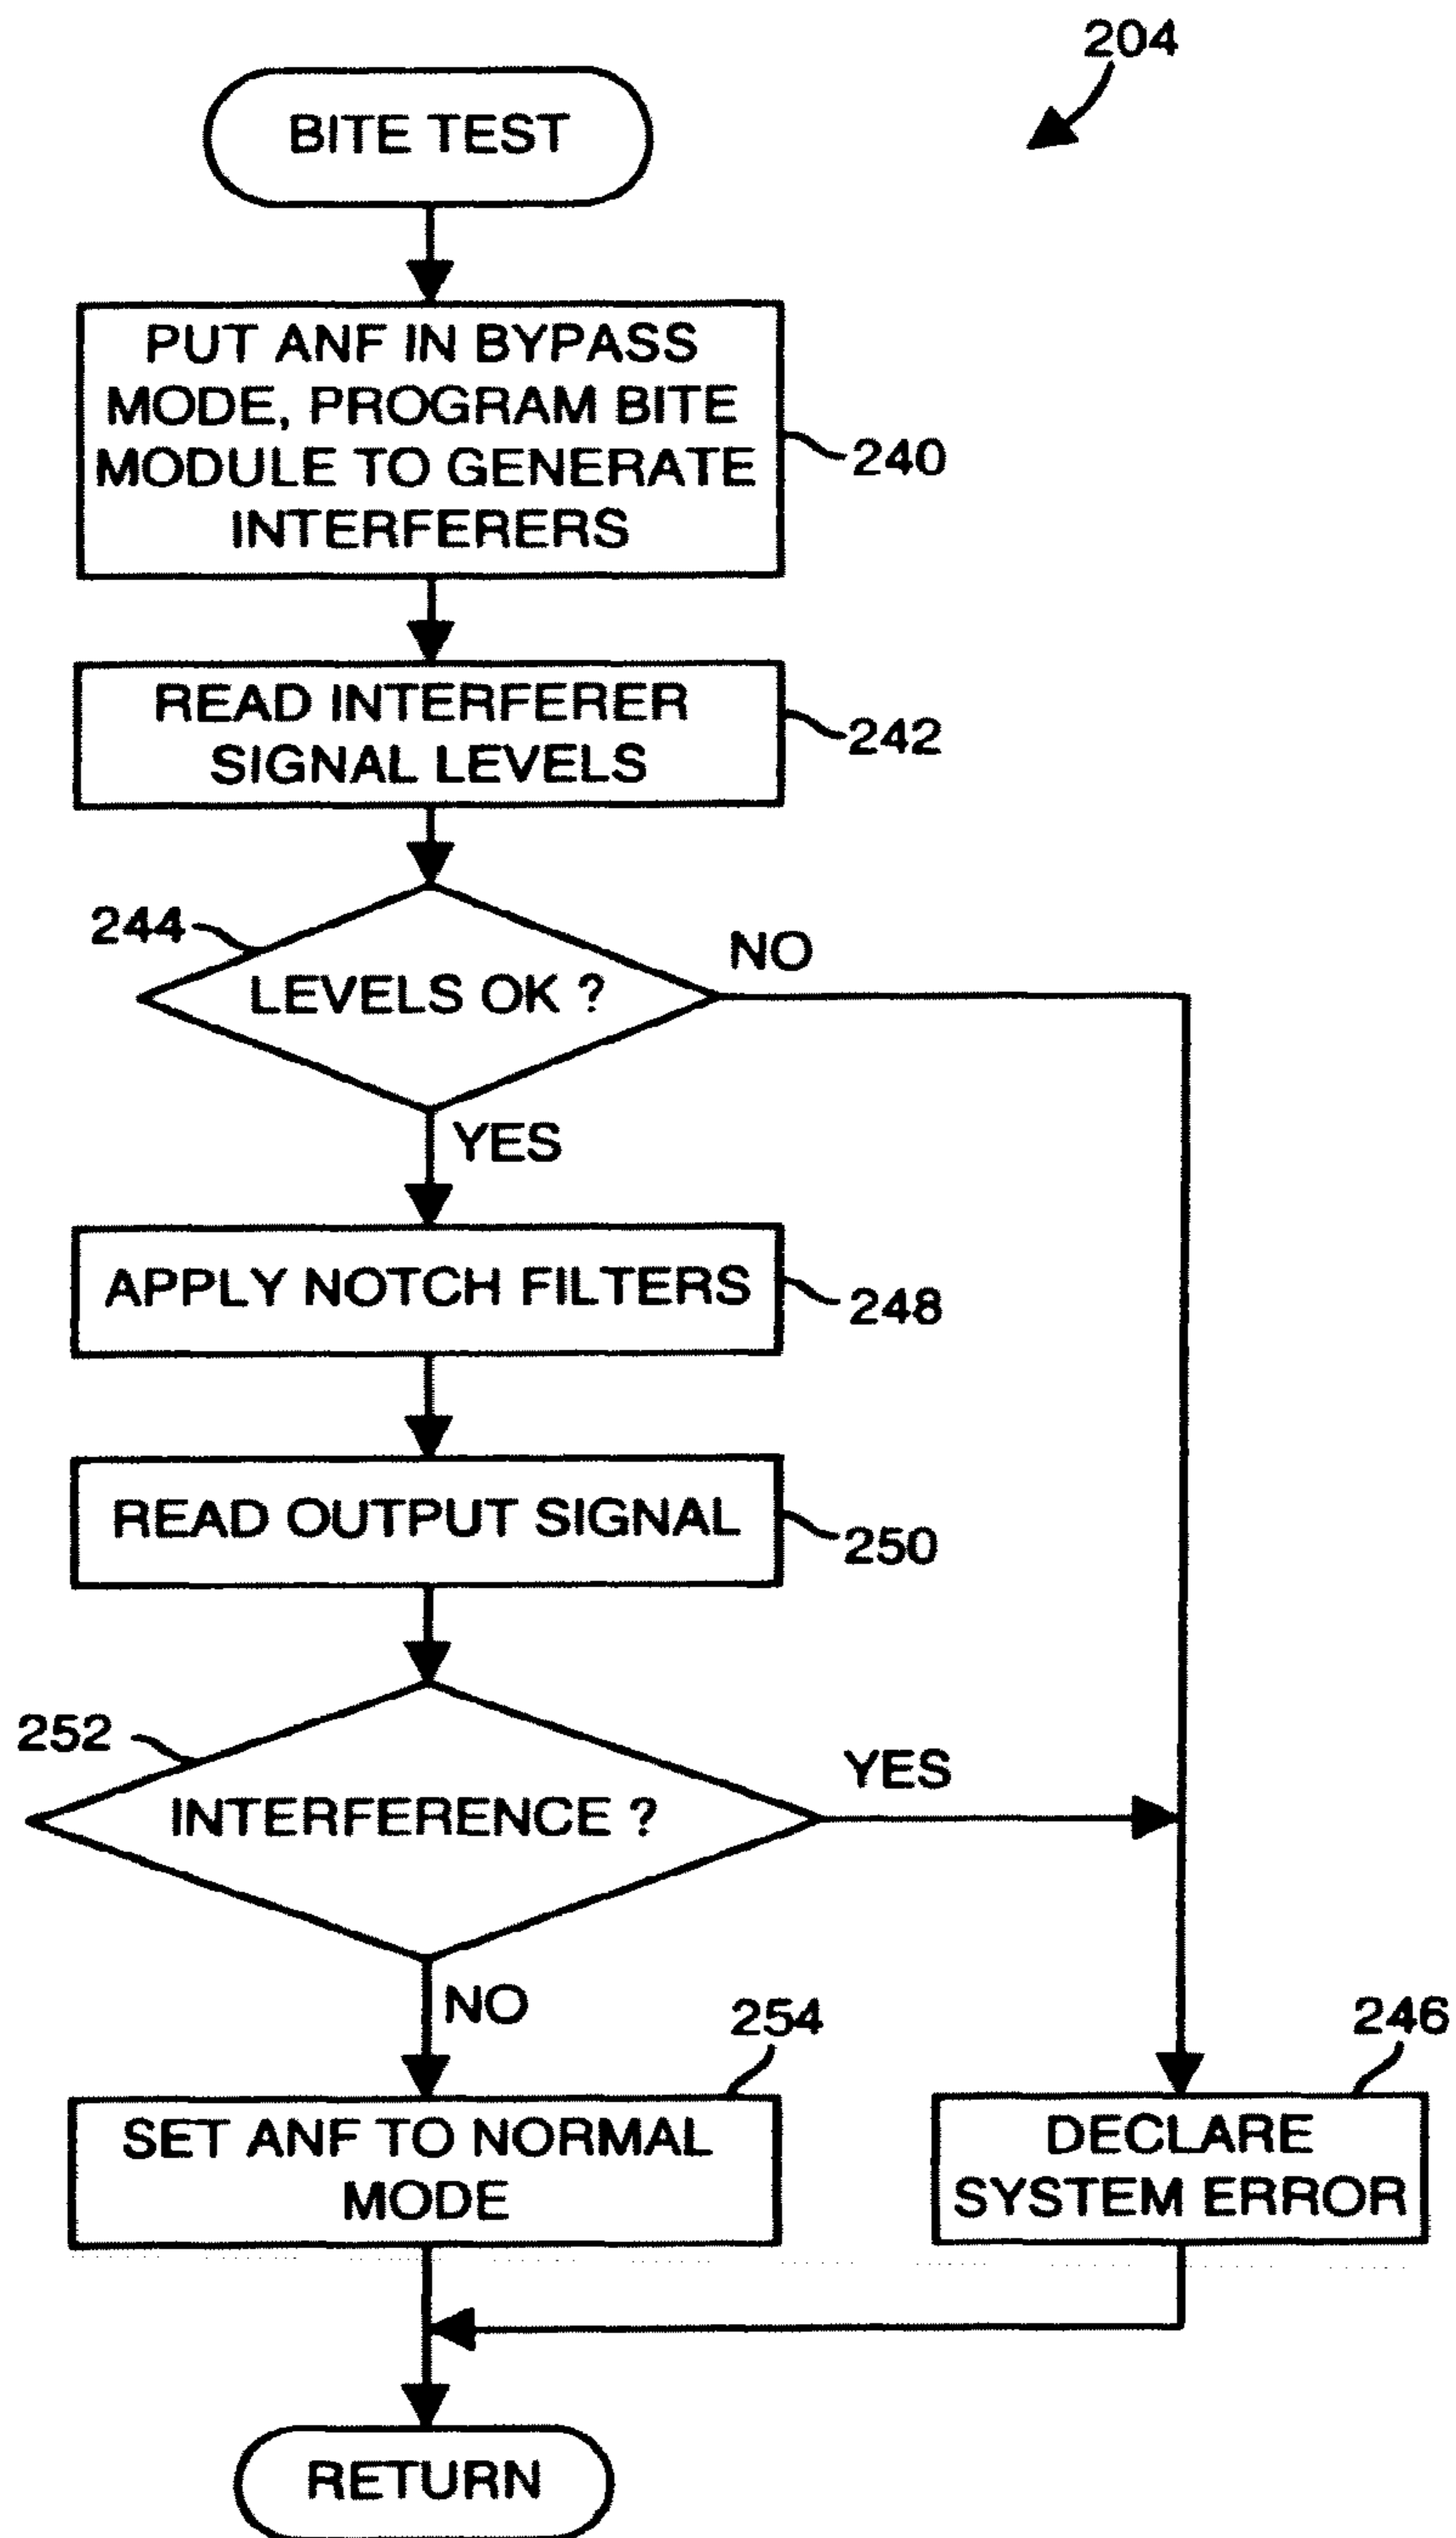 204
BITE TEST
PUT ANF IN BYPASS
MODE, PROGRAM BITE
MODULE TO GENERATE
INTERFERERS
240
READ INTERFERER
SIGNAL LEVELS
242
244
LEVELS OK ?
NO
YES
APPLY NOTCH FILTERS
248
READ OUTPUT SIGNAL
250
252
INTERFERENCE ?
YES
NO
254
SET ANF TO NORMAL
MODE
246
DECLARE
SYSTEM ERROR
RETURN